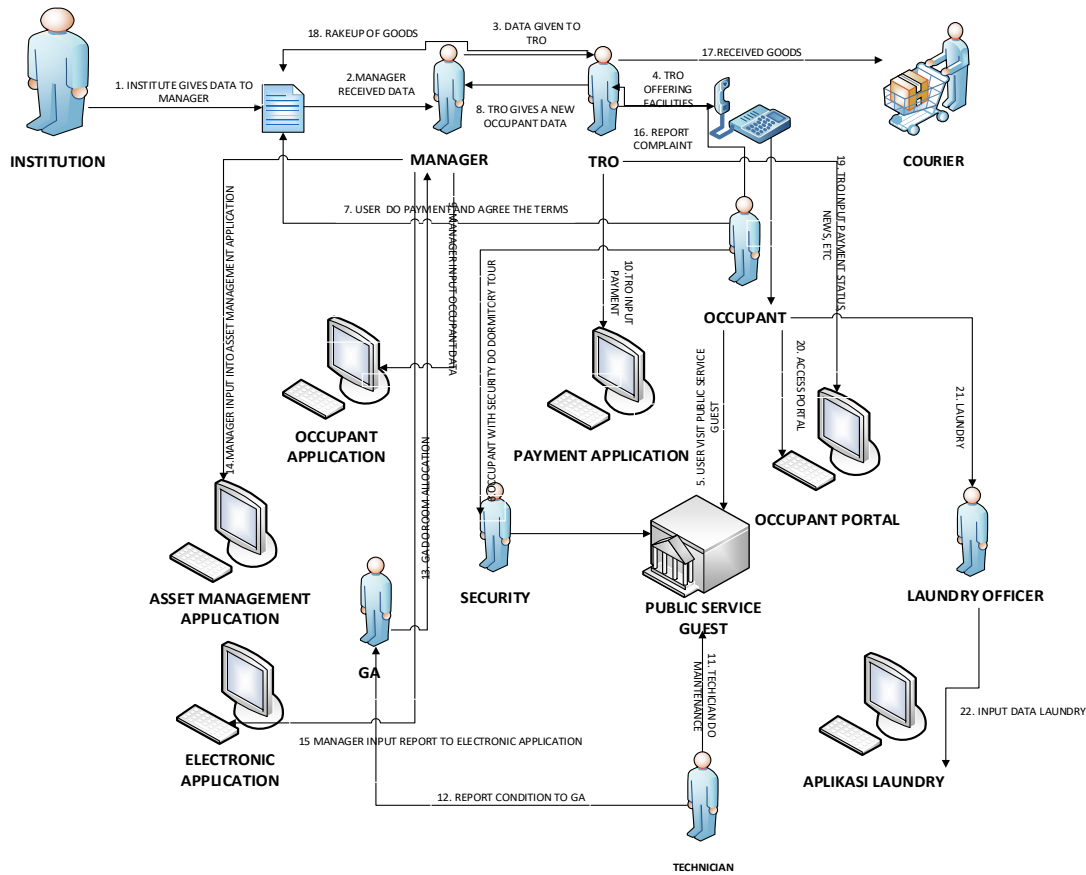 18. RAKEUP OF GOODS
3. DATA GIVEN TO
TRO
17.RECEIVED GOODS
1. INSTITUTE GIVES DATA TO
MANAGER
2.MANAGER
RECEIVED DATA
4. TRO
OFFERING
FACILITIES
8. TRO GIVES A NEW
OCCUPANT DATA
16. REPORT
COMPLAINT
INSTITUTION
MANAGER
TRO
COURIER
19. TRO INPUT PAYMENT STATUS,
NEWS, ETC
7. USER DO PAYMENT AND AGREE THE TERMS
9. MANAGER INPUT OCCUPANT DATA
14.MANAGER INPUT INTO ASSET MANAGEMENT APPLICATION
10.TRO INPUT
PAYMENT
OCCUPANT WITH SECURITY DO DORMITORY TOUR
OCCUPANT
5. USER VISIT PUBLIC SERVICE
GUEST
20. ACCESS PORTAL
21. LAUNDRY
OCCUPANT
APPLICATION
PAYMENT APPLICATION
OCCUPANT PORTAL
13. GA DO ROOM ALLOCATION
ASSET MANAGEMENT
APPLICATION
SECURITY
PUBLIC SERVICE
GUEST
LAUNDRY OFFICER
GA
11. TECHICIAN DO
MAINTENANCE
22. INPUT DATA LAUNDRY
15 MANAGER INPUT REPORT TO ELECTRONIC APPLICATION
ELECTRONIC
APPLICATION
APLIKASI LAUNDRY
12. REPORT CONDITION TO GA
TECHNICIAN